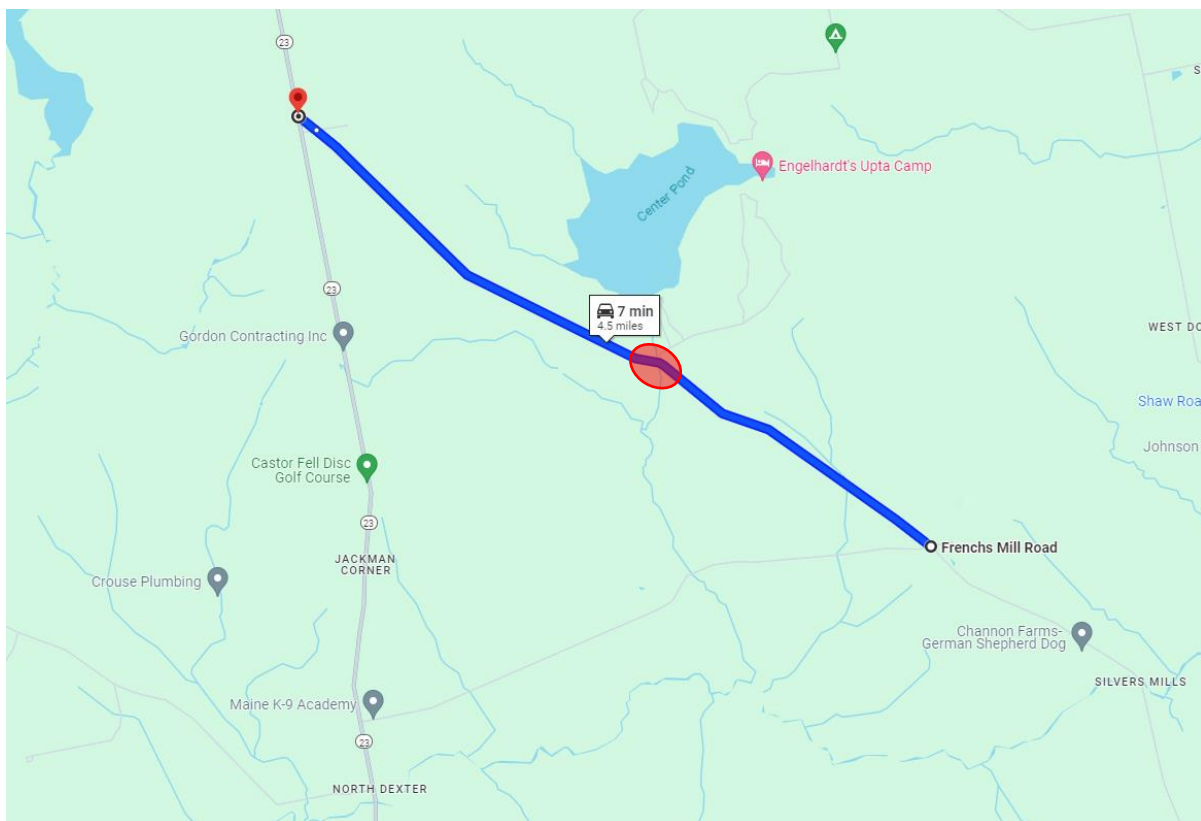 23
S
Engelhardt's Upta Camp
Center Pond
23
7 min
4.5 miles
Gordon Contracting Inc
WEST DO
Shaw Roa
Johnson
Castor Fell Disc
Golf Course
23
Frenchs Mill Road
JACKMAN
CORNER
Crouse Plumbing
Channon Farms-
German Shepherd Dog
SILVERS MILLS
Maine K-9 Academy
23
NORTH DEXTER